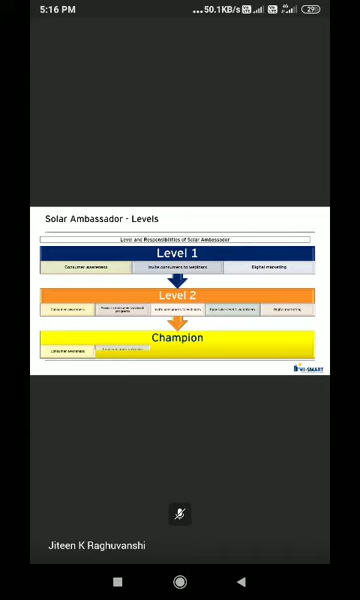 5:16 PM
...50.1KB/s
29
Solar Ambassador - Levels
Level and Responsibilities of Solar Ambassador
Level 1
Consumer awareness
Invite consumers to webinars
Digital marketing
Level 2
Consumer awareness
programs
Invite consumers to webinars
Digital marketing
Champion
Consumer awareness
HI-SMART
Jiteen K Raghuvanshi